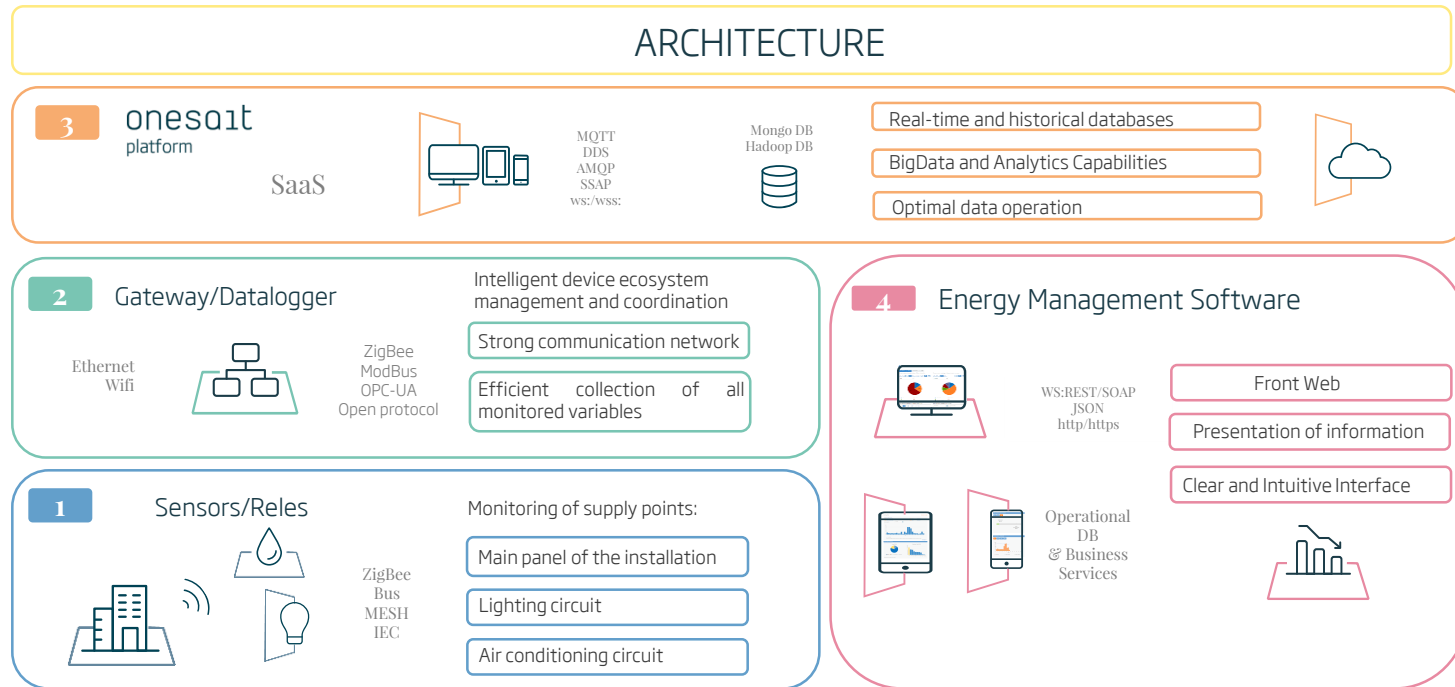 ARCHITECTURE
3
onesait
platform
SaaS
MQTT
DDS
AMQP
SSAP
ws:/wss:
Mongo DB
Hadoop DB
Real-time and historical databases
BigData and Analytics Capabilities
Optimal data operation
2
Gateway/Datalogger
Ethernet
Wifi
ZigBee
ModBus
OPC-UA
Open protocol
Intelligent device ecosystem
management and coordination
Strong communication network
Efficient collection of all
monitored variables
1
Sensors/Reles
ZigBee
Bus
MESH
IEC
Monitoring of supply points:
Main panel of the installation
Lighting circuit
Air conditioning circuit
4
Energy Management Software
WS:REST/SOAP
JSON
http/https
Front Web
Presentation of information
Clear and Intuitive Interface
Operational
DB
& Business
Services